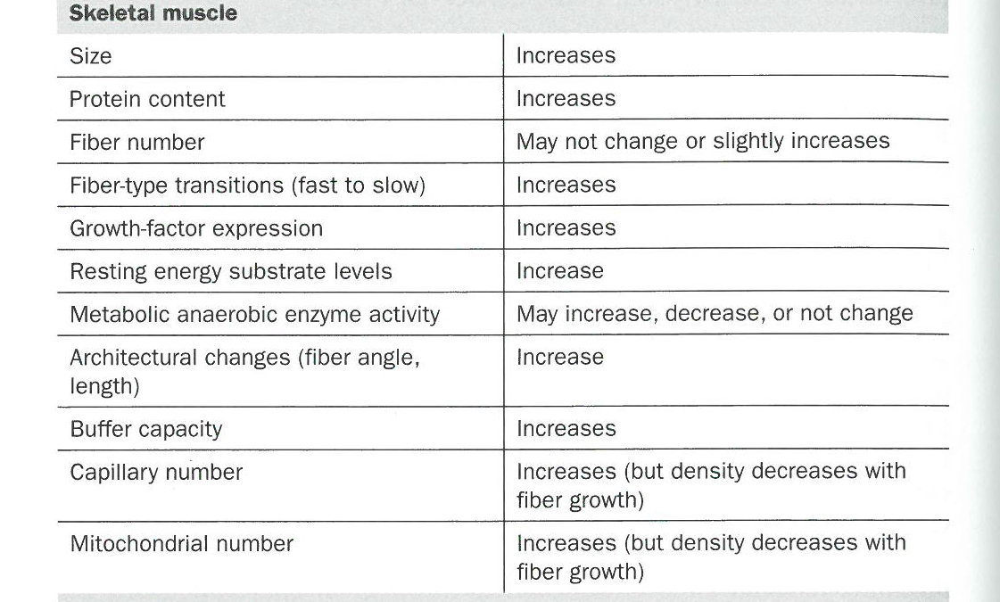 Skeletal muscle
Size Increases
Protein content Increases
Fiber number May not change or slightly increases
Fiber-type transitions (fast to slow) Increases
Growth-factor expression Increases
Resting energy substrate levels Increase
Metabolic anaerobic enzyme activity May increase, decrease, or not change
Architectural changes (fiber angle, Increase
length)
Buffer capacity Increases
Capillary number Increases (but density decreases with
fiber growth)
Mitochondrial number Increases (but density decreases with
fiber growth)